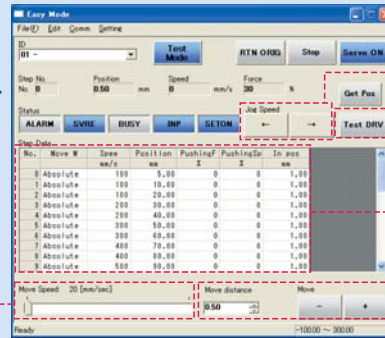 Easy Mode
File(F) Edit Comm Setting
ID
01 -
Test Mode
RTN ORIG Stop Servo ON
Step No. Position Speed Force
No. 0 0.50 mm 0 mm/s 30 %
Get Pos
Status
Jog Speed
ALARM SVRE BUSY INP SETON ← → Test DRV
Step Data
No. Move M Spee Position PushingF PushingSp In pos
mm/s mm % % mm
0 Absolute 100 5.00 0 0 1.00
1 Absolute 100 10.00 0 0 1.00
2 Absolute 100 20.00 0 0 1.00
3 Absolute 200 30.00 0 0 1.00
4 Absolute 200 40.00 0 0 1.00
5 Absolute 300 50.00 0 0 1.00
6 Absolute 300 60.00 0 0 1.00
7 Absolute 400 70.00 0 0 1.00
8 Absolute 400 80.00 0 0 1.00
9 Absolute 500 90.00 0 0 1.00
Move Speed 20 [mm/sec] Move distance Move
0.50 - +
Ready -100.00 ~ 300.00